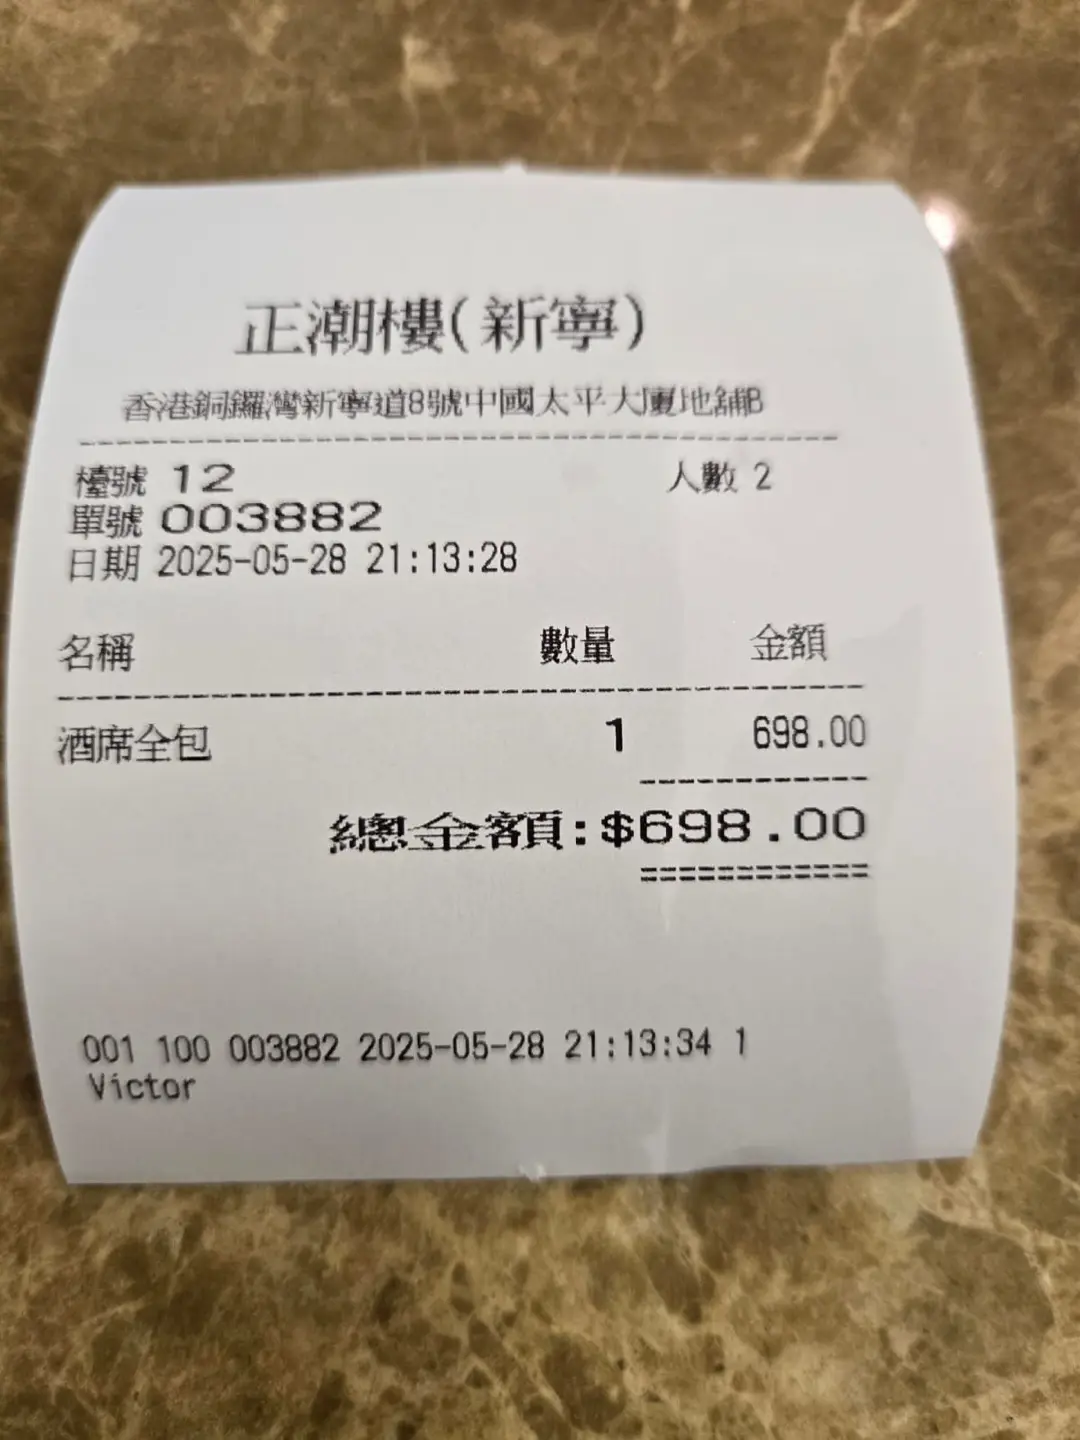 正潮樓(新寧)
香港銅鑼灣新寧道8號中國太平大廈地舖B
檯號 12 人數 2
單號 003882
日期 2025-05-28 21:13:28
名稱 數量 金額
酒席全包 1 698.00
總金額:$698.00
001 100 003882 2025-05-28 21:13:34 1
Victor